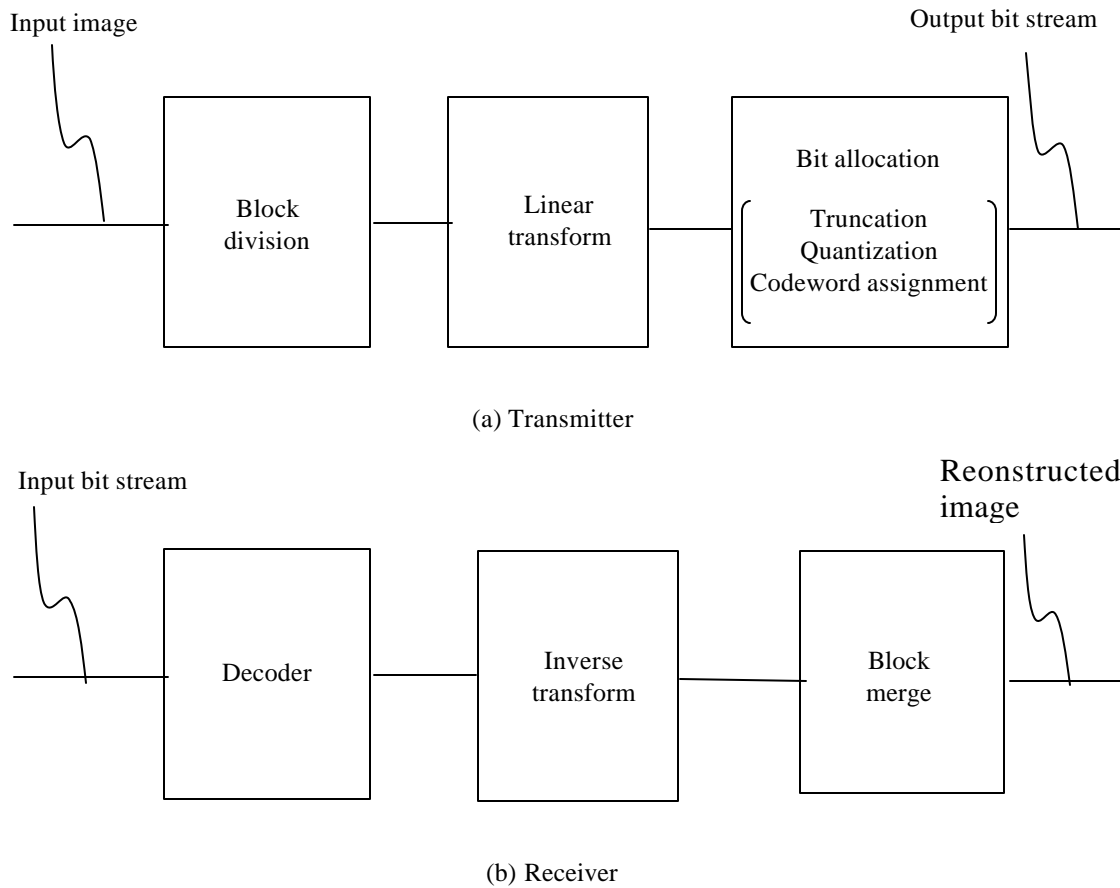 Input image
Output bit stream
Block
division
Linear
transform
Bit allocation
Truncation
Quantization
Codeword assignment
(a) Transmitter
Input bit stream
Reonstructed
image
Decoder
Inverse
transform
Block
merge
(b) Receiver